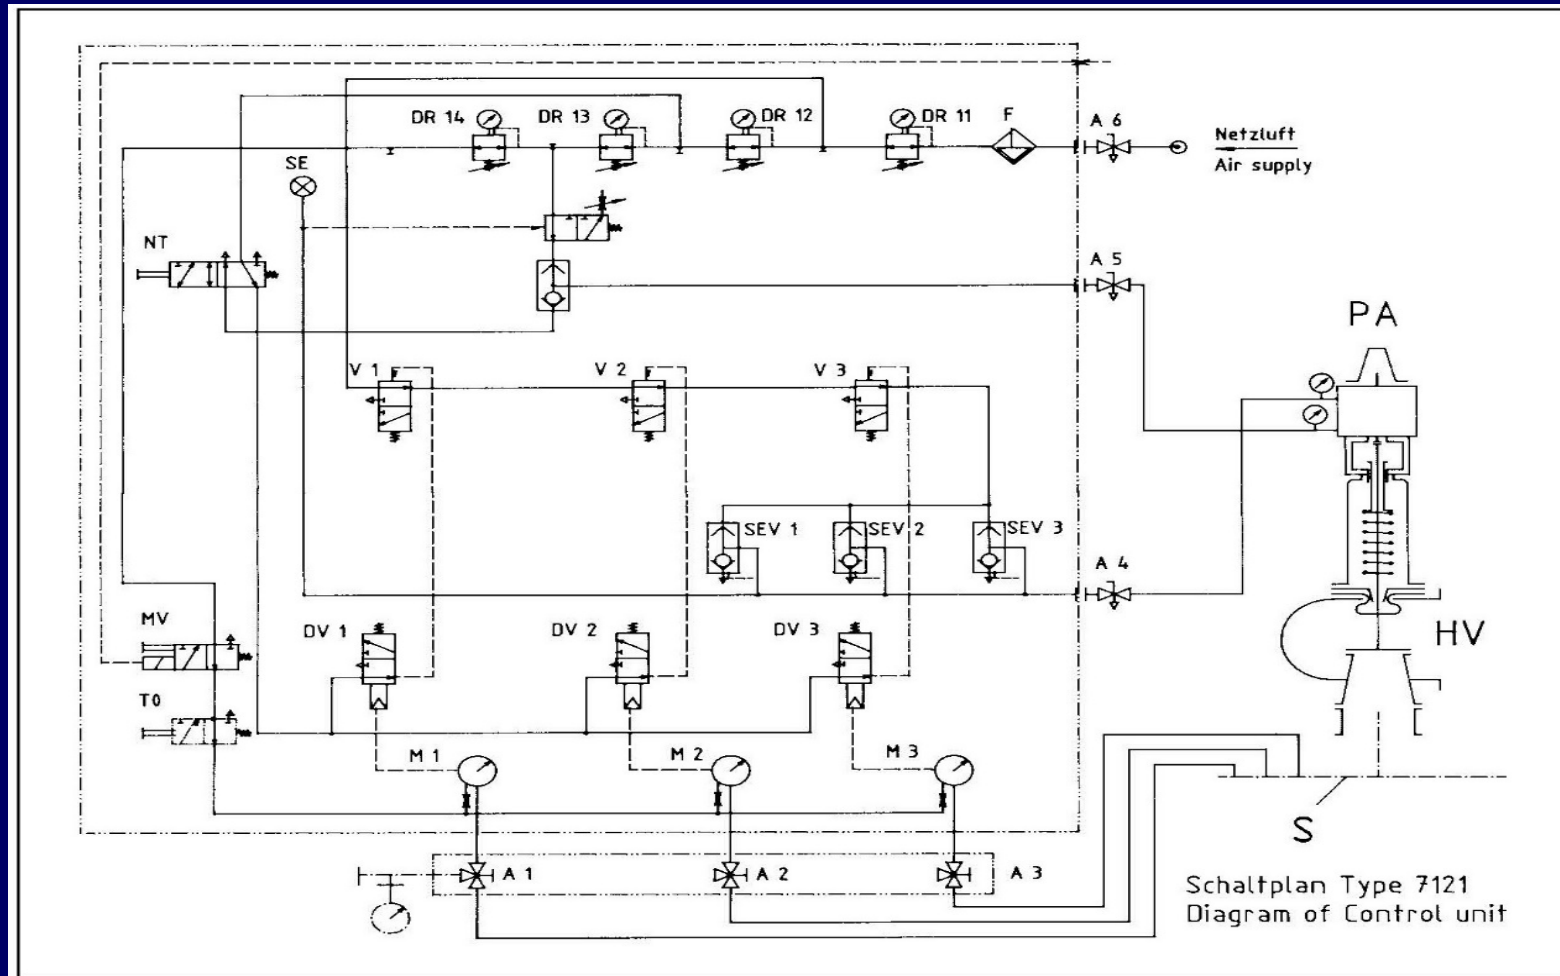 DR 14
DR 13
DR 12
DR 11
F
A 6
Netzluft
Air supply
SE
NT
A 5
PA
V 1
V 2
V 3
SEV 1
SEV 2
SEV 3
A 4
HV
MV
DV 1
DV 2
DV 3
T0
M 1
M 2
M 3
S
A 1
A 2
A 3
Schaltplan Type 7121
Diagram of Control unit